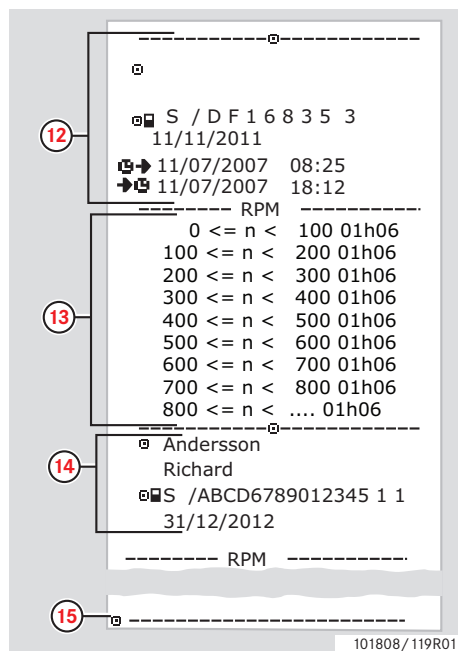 12
S / D F 1 6 8 3 5 3
11/11/2011
11/07/2007 08:25
11/07/2007 18:12
-------- RPM ------------
13
0 <= n < 100 01h06
100 <= n < 200 01h06
200 <= n < 300 01h06
300 <= n < 400 01h06
400 <= n < 500 01h06
500 <= n < 600 01h06
600 <= n < 700 01h06
700 <= n < 800 01h06
800 <= n < .... 01h06
14
Andersson
Richard
S /ABCD6789012345 1 1
31/12/2012
-------- RPM -----------
15
101808/119R01